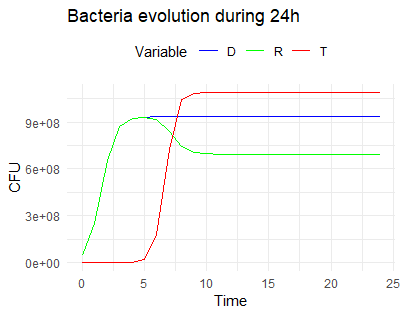 Bacteria evolution during 24h
Variable D R T
9e+08
6e+08
3e+08
0e+00
CFU
0 5 10 15 20 25
Time